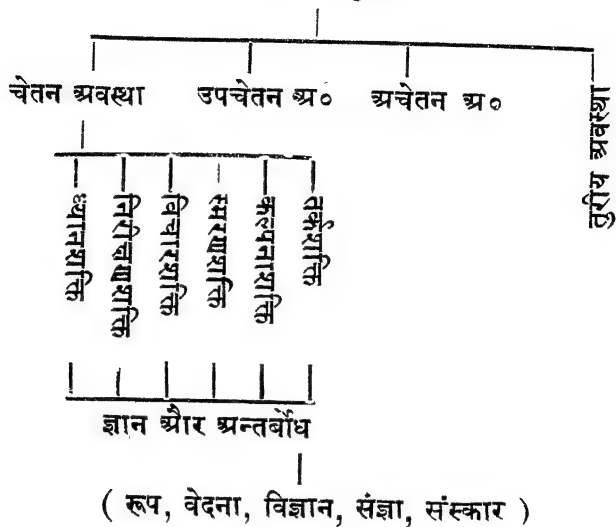 चेतन अवस्था उपचेतन अ० अचेतन अ० तुरीय अवस्था
ध्यानशक्ति निरीक्षणशक्ति विचारशक्ति स्मरणशक्ति कल्पनाशक्ति तर्कशक्ति
ज्ञान और अन्तर्बोध
( रूप, वेदना, विज्ञान, संज्ञा, संस्कार )